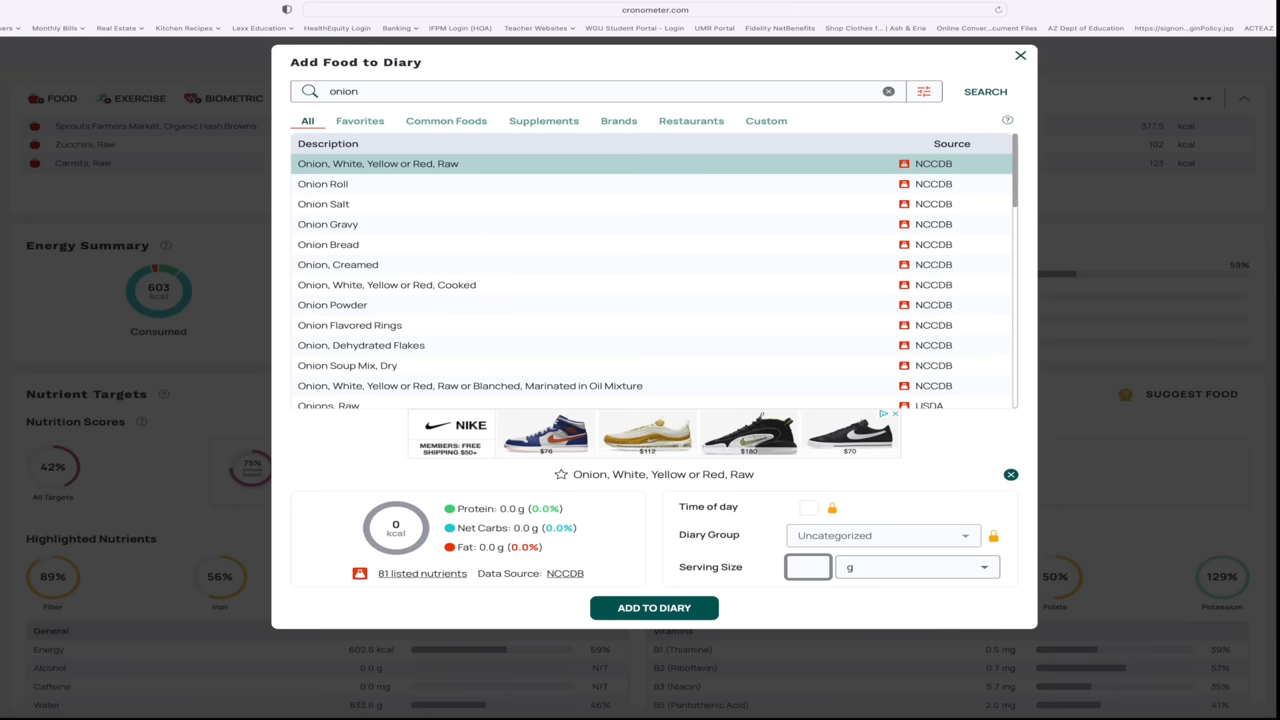 cronometer.com
Monthly Bills Real Estate Kitchen Recipes Lexx Education HealthEquity Login Banking IFPM Login (HOA) Teacher Websites WGU Student Portal - Login UMR Portal Fidelity NetBenefits Shop Clothes f... | Ash & Erie Online Conver...cument Files AZ Dept of Education https://signon...ginPolicy.jsp ACTEAZ
Add Food to Diary
onion
SEARCH
All Favorites Common Foods Supplements Brands Restaurants Custom
Description Source
Onion, White, Yellow or Red, Raw NCCDB
Onion Roll NCCDB
Onion Salt NCCDB
Onion Gravy NCCDB
Onion Bread NCCDB
Onion, Creamed NCCDB
Onion, White, Yellow or Red, Cooked NCCDB
Onion Powder NCCDB
Onion Flavored Rings NCCDB
Onion, Dehydrated Flakes NCCDB
Onion Soup Mix, Dry NCCDB
Onion, White, Yellow or Red, Raw or Blanched, Marinated in Oil Mixture NCCDB
Onions, Raw USDA
NIKE
MEMBERS: FREE
SHIPPING $50+
$76 $112 $180 $70
Onion, White, Yellow or Red, Raw
0
kcal
Protein: 0.0 g (0.0%)
Net Carbs: 0.0 g (0.0%)
Fat: 0.0 g (0.0%)
81 listed nutrients Data Source: NCCDB
Time of day
Diary Group Uncategorized
Serving Size g
ADD TO DIARY
FOOD EXERCISE BIOMETRIC
Sprouts Farmers Market, Organic Hash Browns 377.5 kcal
Zucchini, Raw 102 kcal
Carrots, Raw 123 kcal
Energy Summary
603
kcal
Consumed
59%
Nutrient Targets
SUGGEST FOOD
Nutrition Scores
42%
All Targets
75%
Highlighted Nutrients
89% 56% 50% 129%
Fiber Iron Folate Potassium
General Vitamins
Energy 602.5 kcal 59% B1 (Thiamine) 0.5 mg 39%
Alcohol 0.0 g N/T B2 (Riboflavin) 0.7 mg 57%
Caffeine 0.0 mg N/T B3 (Niacin) 5.7 mg 35%
Water 833.6 g 46% B5 (Pantothenic Acid) 2.0 mg 41%